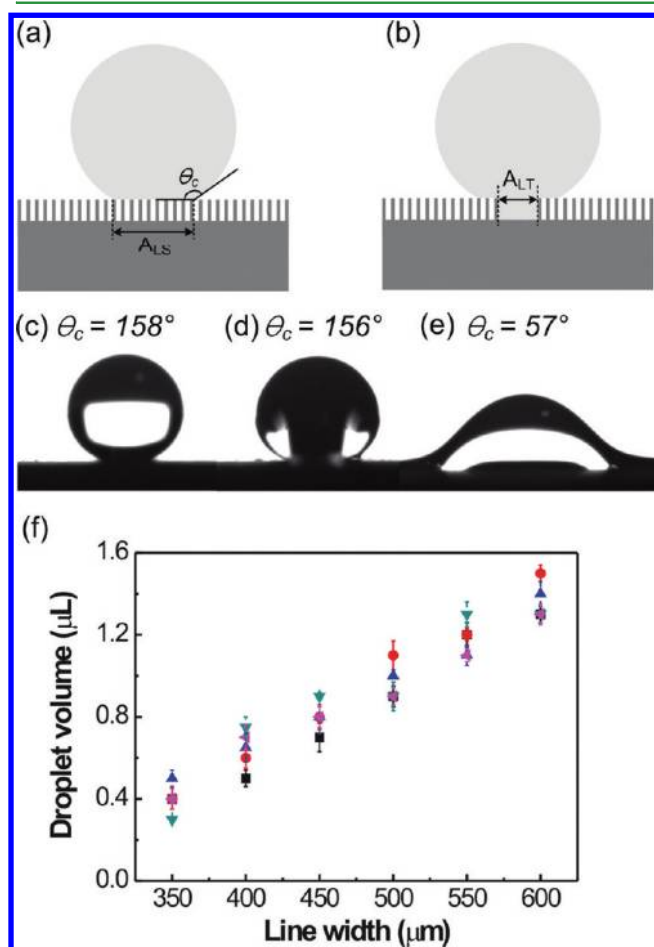 (a)
(b)
θc
ALT
ALS
(c) θc = 158°
(d) θc = 156°
(e) θc = 57°
(f)
1.6
1.2
0.8
0.4
0.0
Droplet volume (μL)
350 400 450 500 550 600
Line width (μm)